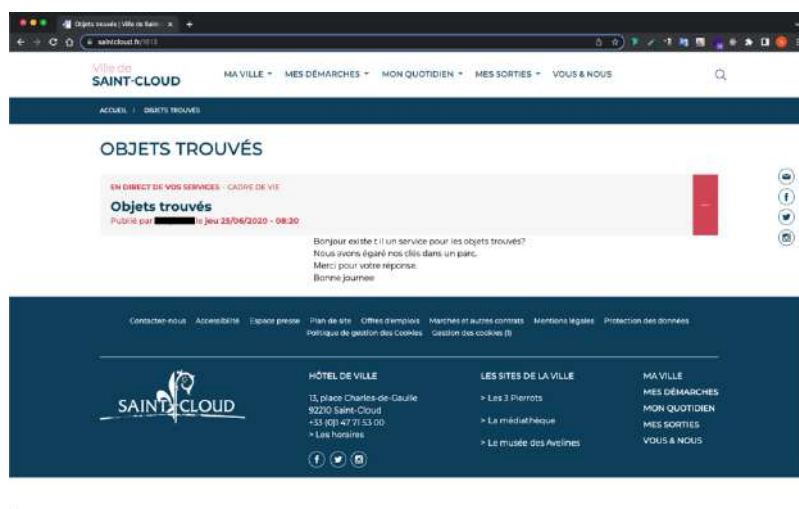 Objets trouvés | Ville de Saint
saintcloud.fr/1613
Ville de
SAINT-CLOUD
MA VILLE MES DÉMARCHES MON QUOTIDIEN MES SORTIES VOUS & NOUS
ACCUEIL / OBJETS TROUVÉS
OBJETS TROUVÉS
EN DIRECT DE VOS SERVICES - CADRE DE VIE
Objets trouvés
Publié par le jeu 25/06/2020 - 08:20
Bonjour existe t il un service pour les objets trouvés?
Nous avons égaré nos clés dans un parc.
Merci pour votre réponse.
Bonne journee
Contactez-nous Accessibilité Espace presse Plan de site Offres d'emplois Marchés et autres contrats Mentions légales Protection des données
Politique de gestion des Cookies Gestion des cookies (1)
SAINT-CLOUD
HÔTEL DE VILLE
13, place Charles-de-Gaulle
92210 Saint-Cloud
+33 (0)1 47 71 53 00
> Les horaires
LES SITES DE LA VILLE
> Les 3 Pierrots
> La médiathèque
> Le musée des Avelines
MA VILLE
MES DÉMARCHES
MON QUOTIDIEN
MES SORTIES
VOUS & NOUS